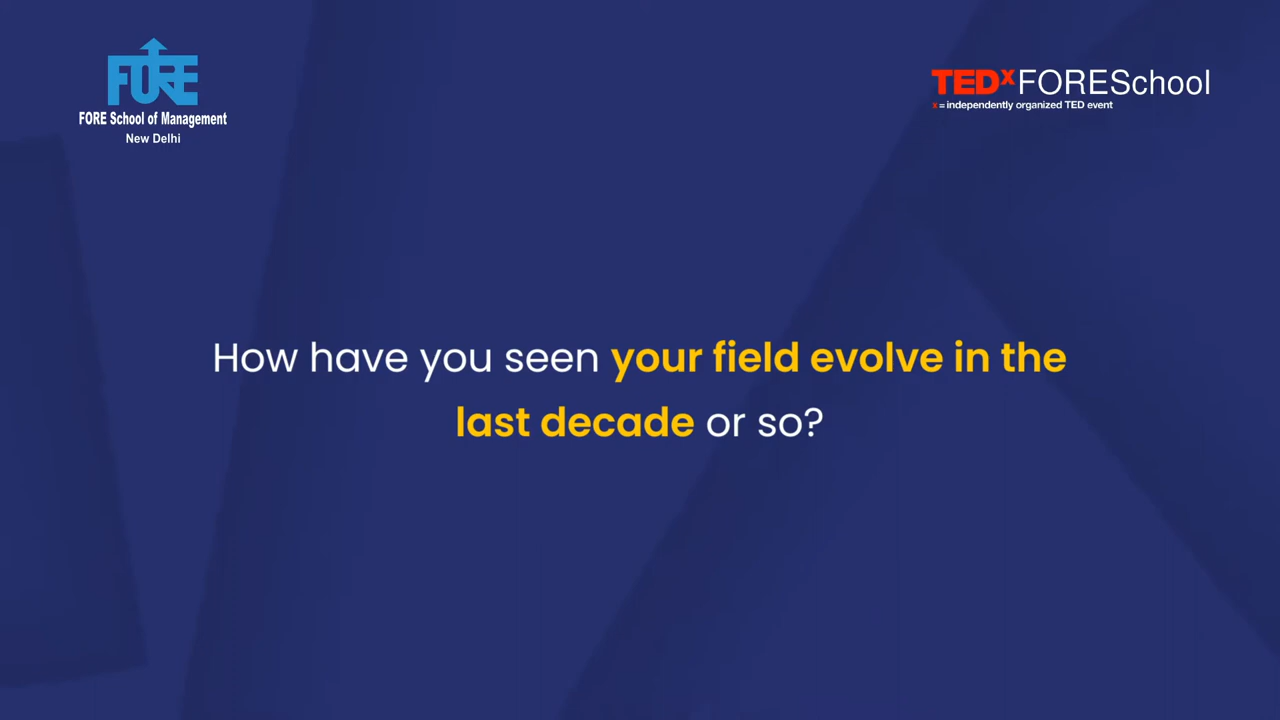 FORE
FORE School of Management
New Delhi
TEDxFORESchool
x = independently organized TED event
How have you seen your field evolve in the
last decade or so?